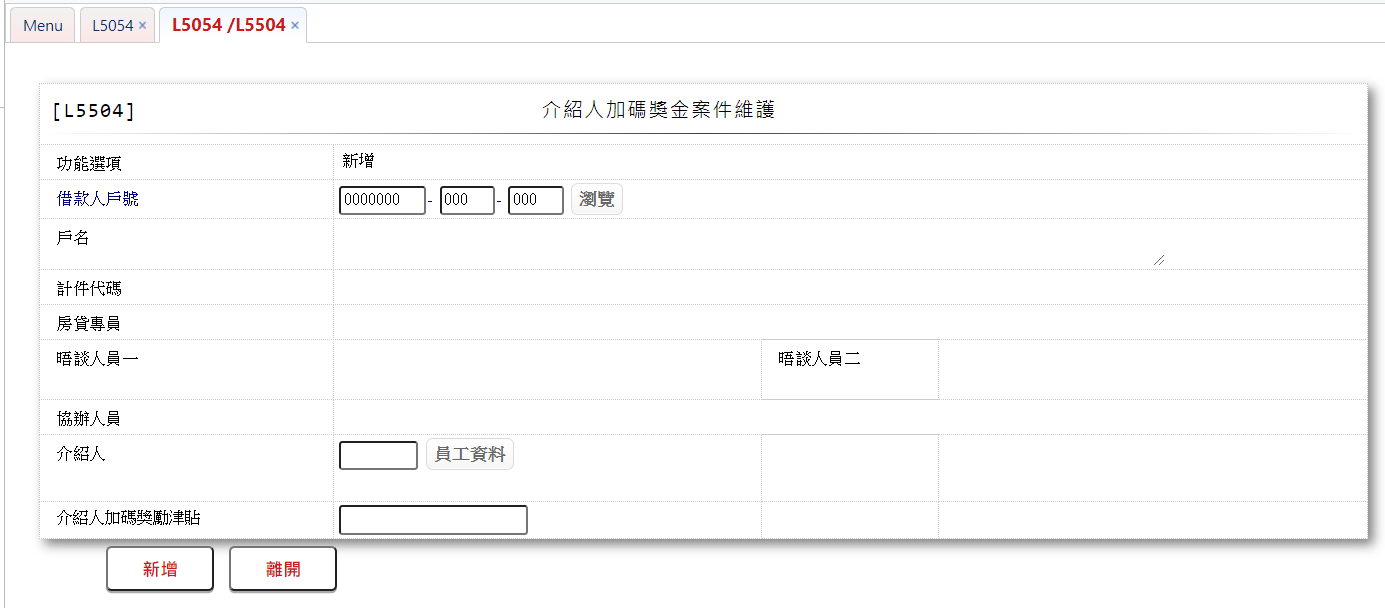 Menu L5054 × L5054 /L5504 ×
[L5504] 介紹人加碼獎金案件維護
功能選項 新增
借款人戶號 0000000 - 000 - 000 瀏覽
戶名
計件代碼
房貸專員
晤談人員一 晤談人員二
協辦人員
介紹人 員工資料
介紹人加碼獎勵津貼
新增 離開